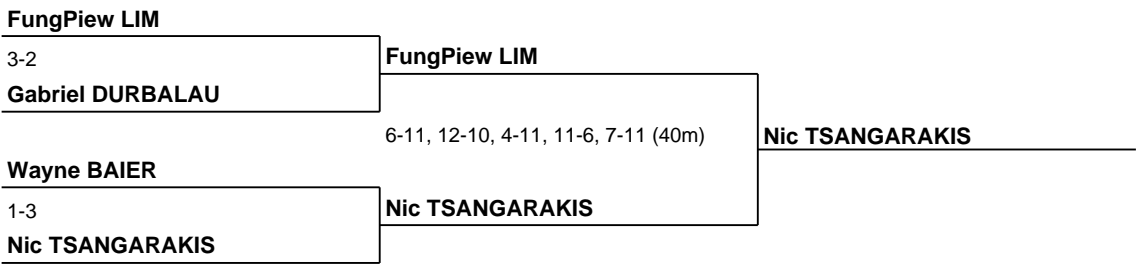 FungPiew LIM
3-2
FungPiew LIM
Gabriel DURBALAU
6-11, 12-10, 4-11, 11-6, 7-11 (40m)
Nic TSANGARAKIS
Wayne BAIER
1-3
Nic TSANGARAKIS
Nic TSANGARAKIS